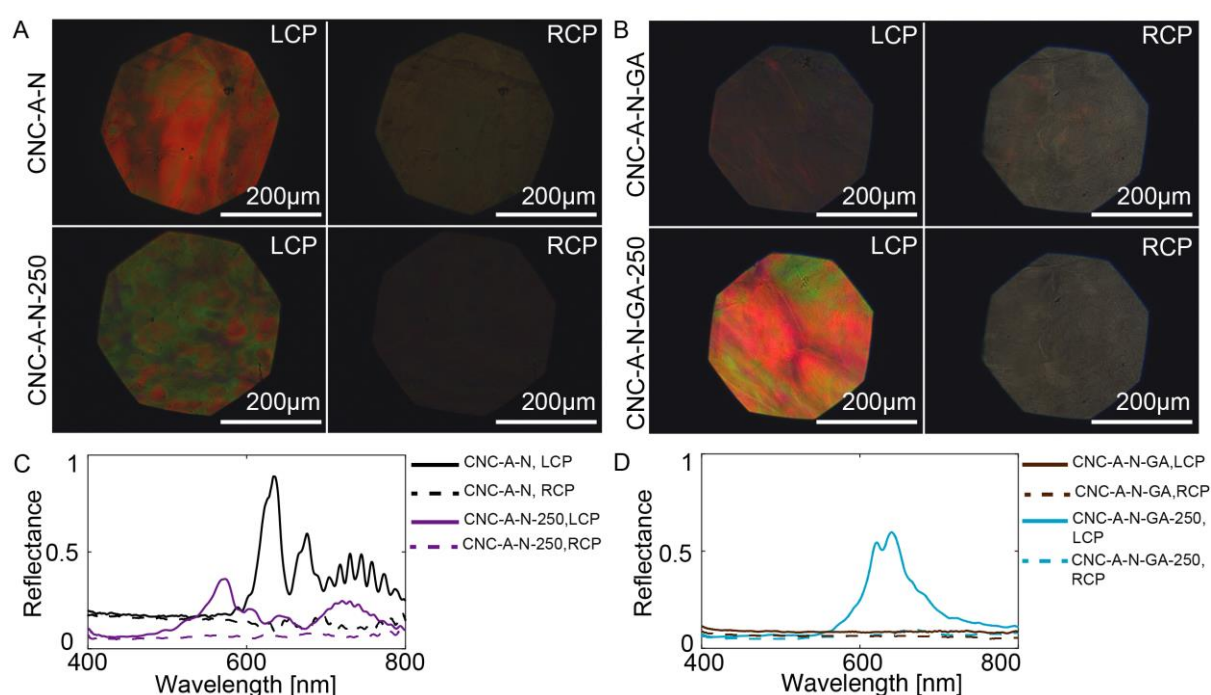 A
LCP
RCP
CNC-A-N
200μm
200μm
LCP
RCP
CNC-A-N-250
200μm
200μm
B
LCP
RCP
CNC-A-N-GA
200μm
200μm
LCP
RCP
CNC-A-N-GA-250
200μm
200μm
C
1
0.5
0
Reflectance
400
600
800
Wavelength [nm]
CNC-A-N, LCP
CNC-A-N, RCP
CNC-A-N-250,LCP
CNC-A-N-250,RCP
D
1
0.5
0
Reflectance
400
600
800
Wavelength [nm]
CNC-A-N-GA,LCP
CNC-A-N-GA,RCP
CNC-A-N-GA-250,
LCP
CNC-A-N-GA-250,
RCP